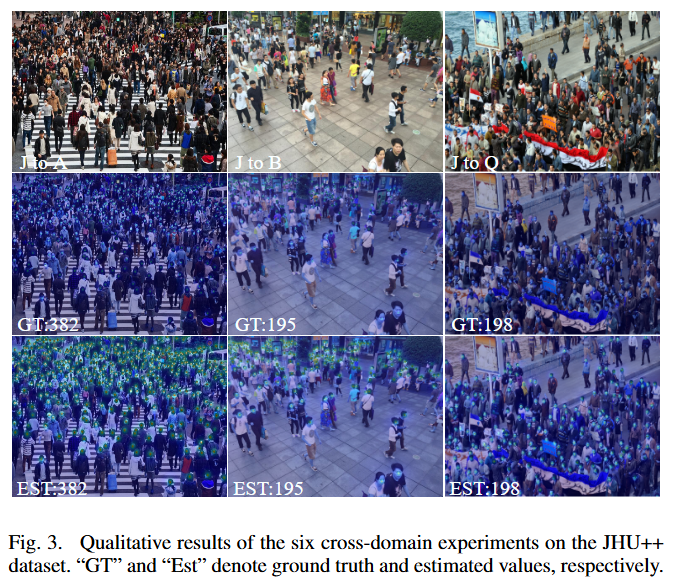 J to A
J to B
J to Q
GT:382
GT:195
GT:198
EST:382
EST:195
EST:198
Fig. 3. Qualitative results of the six cross-domain experiments on the JHU++
dataset. “GT” and “Est” denote ground truth and estimated values, respectively.